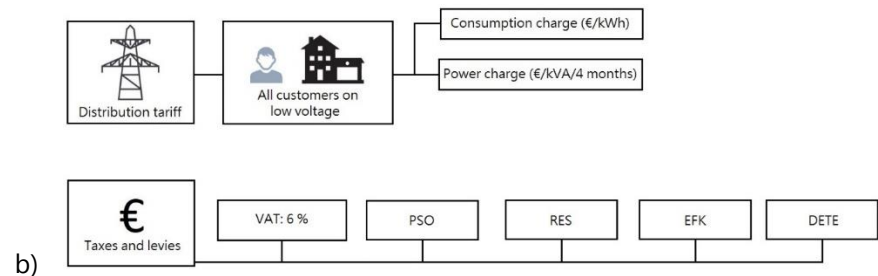 Consumption charge (€/kWh)
Power charge (€/kVA/4 months)
All customers on
low voltage
Distribution tariff
€
Taxes and levies
VAT: 6 %
PSO
RES
EFK
DETE
b)